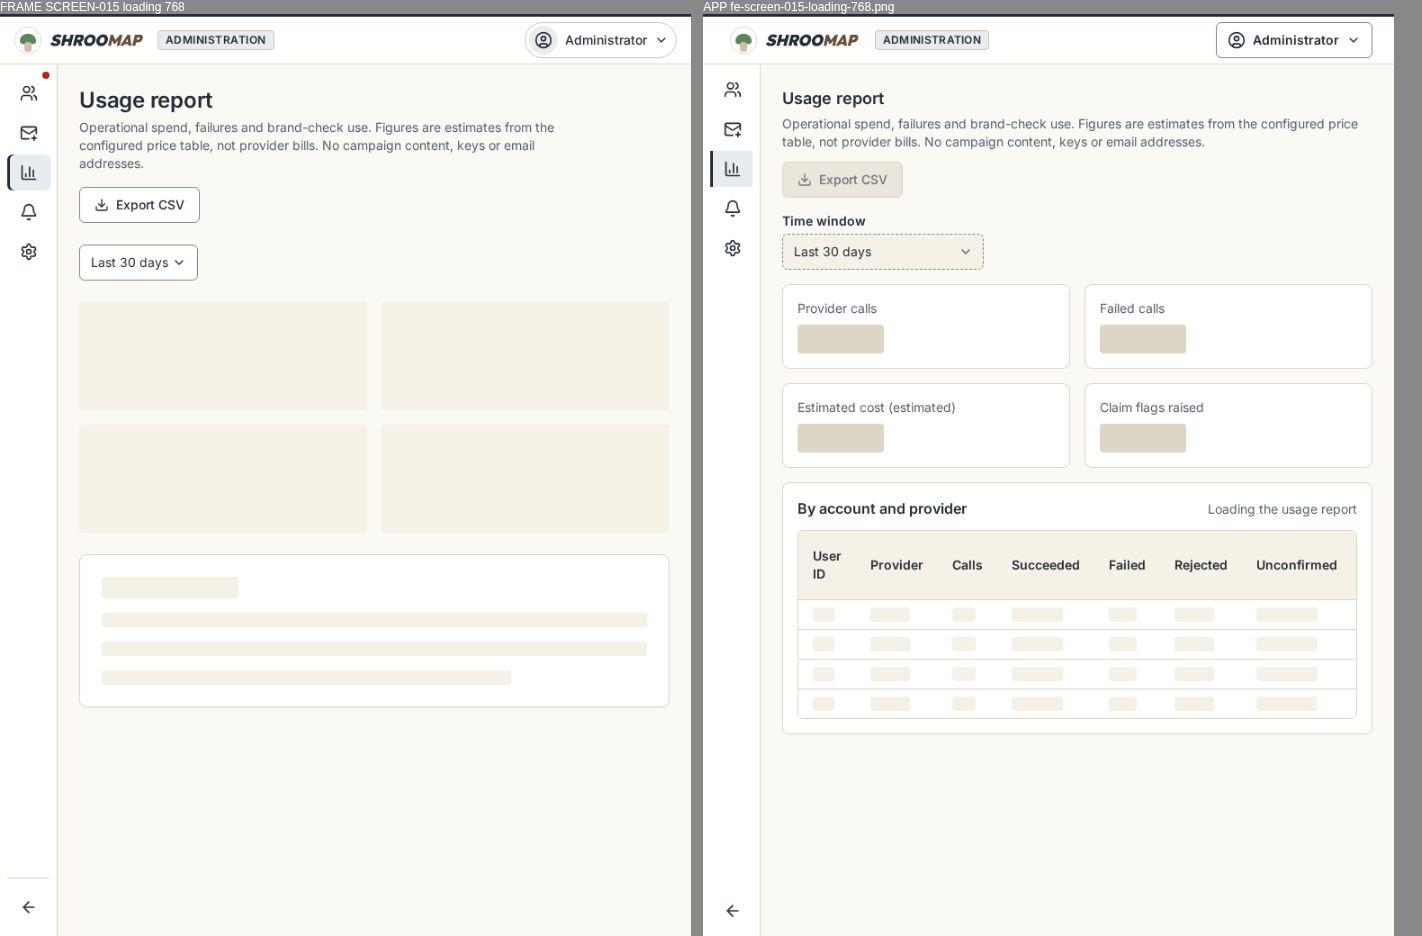 FRAME SCREEN-015 loading 768
SHROOMAP
ADMINISTRATION
Administrator
Usage report
Operational spend, failures and brand-check use. Figures are estimates from the
configured price table, not provider bills. No campaign content, keys or email
addresses.
Export CSV
Last 30 days
APP fe-screen-015-loading-768.png
SHROOMAP
ADMINISTRATION
Administrator
Usage report
Operational spend, failures and brand-check use. Figures are estimates from the configured price
table, not provider bills. No campaign content, keys or email addresses.
Export CSV
Time window
Last 30 days
Provider calls
Failed calls
Estimated cost (estimated)
Claim flags raised
By account and provider
Loading the usage report
User
ID
Provider
Calls
Succeeded
Failed
Rejected
Unconfirmed